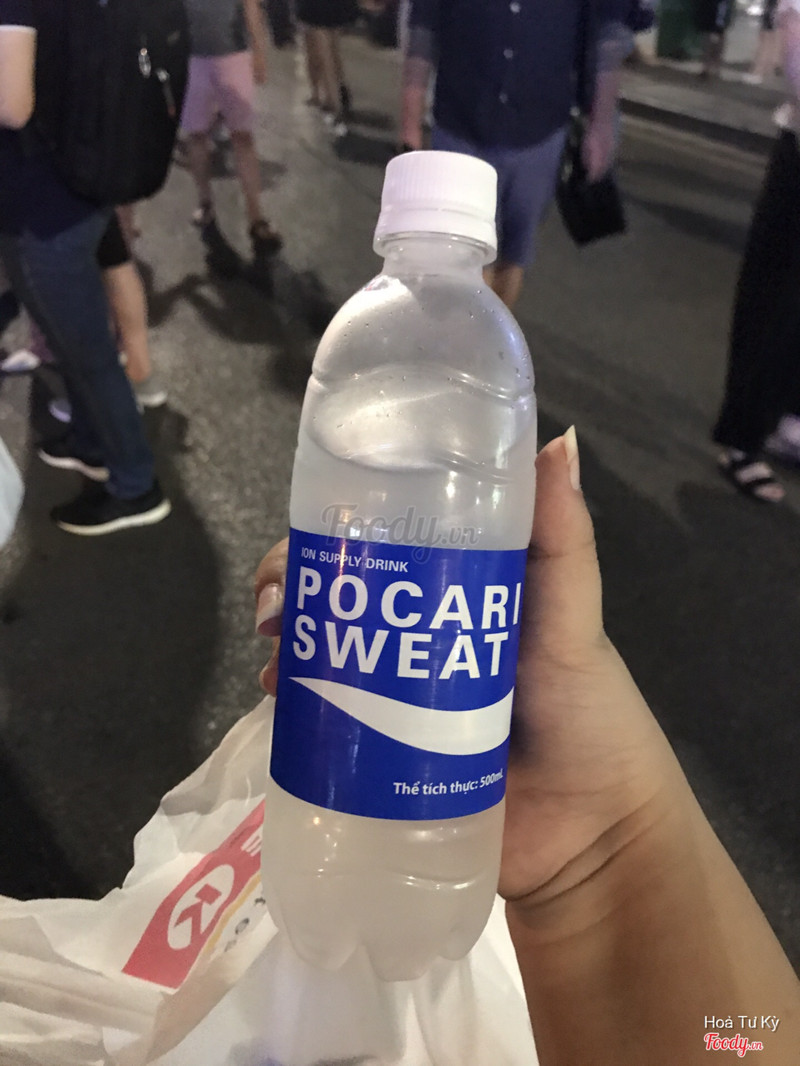 Foody.vn
ION SUPPLY DRINK
POCARI
SWEAT
Thể tích thực: 500mL
K
Hoả Tư Kỳ
Foody.vn